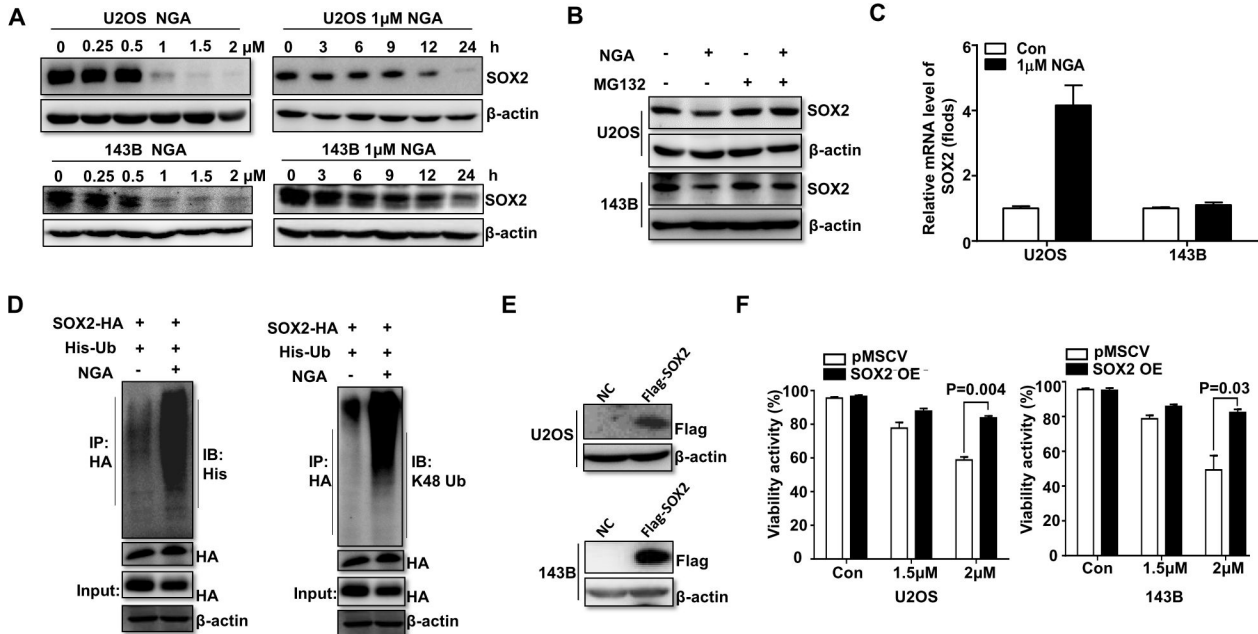 A
U2OS NGA
0 0.25 0.5 1 1.5 2 μM
U2OS 1μM NGA
0 3 6 9 12 24 h
SOX2
β-actin
143B NGA
0 0.25 0.5 1 1.5 2 μM
143B 1μM NGA
0 3 6 9 12 24 h
SOX2
β-actin
B
NGA - + - +
MG132 - - + +
U2OS
SOX2
β-actin
143B
SOX2
β-actin
C
Relative mRNA level of
SOX2 (flods)
Con
1μM NGA
6
4
2
0
U2OS 143B
D
SOX2-HA + +
His-Ub + +
NGA - +
IP:
HA
IB:
His
HA
Input:
HA
β-actin
SOX2-HA + +
His-Ub + +
NGA - +
IP:
HA
IB:
K48 Ub
HA
Input:
HA
β-actin
E
NC Flag-SOX2
U2OS
Flag
β-actin
NC Flag-SOX2
143B
Flag
β-actin
F
pMSCV
SOX2 OE
P=0.004
Viability activity (%)
100
80
60
40
20
0
Con 1.5μM 2μM
U2OS
pMSCV
SOX2 OE
P=0.03
Viability activity (%)
100
80
60
40
20
0
Con 1.5μM 2μM
143B